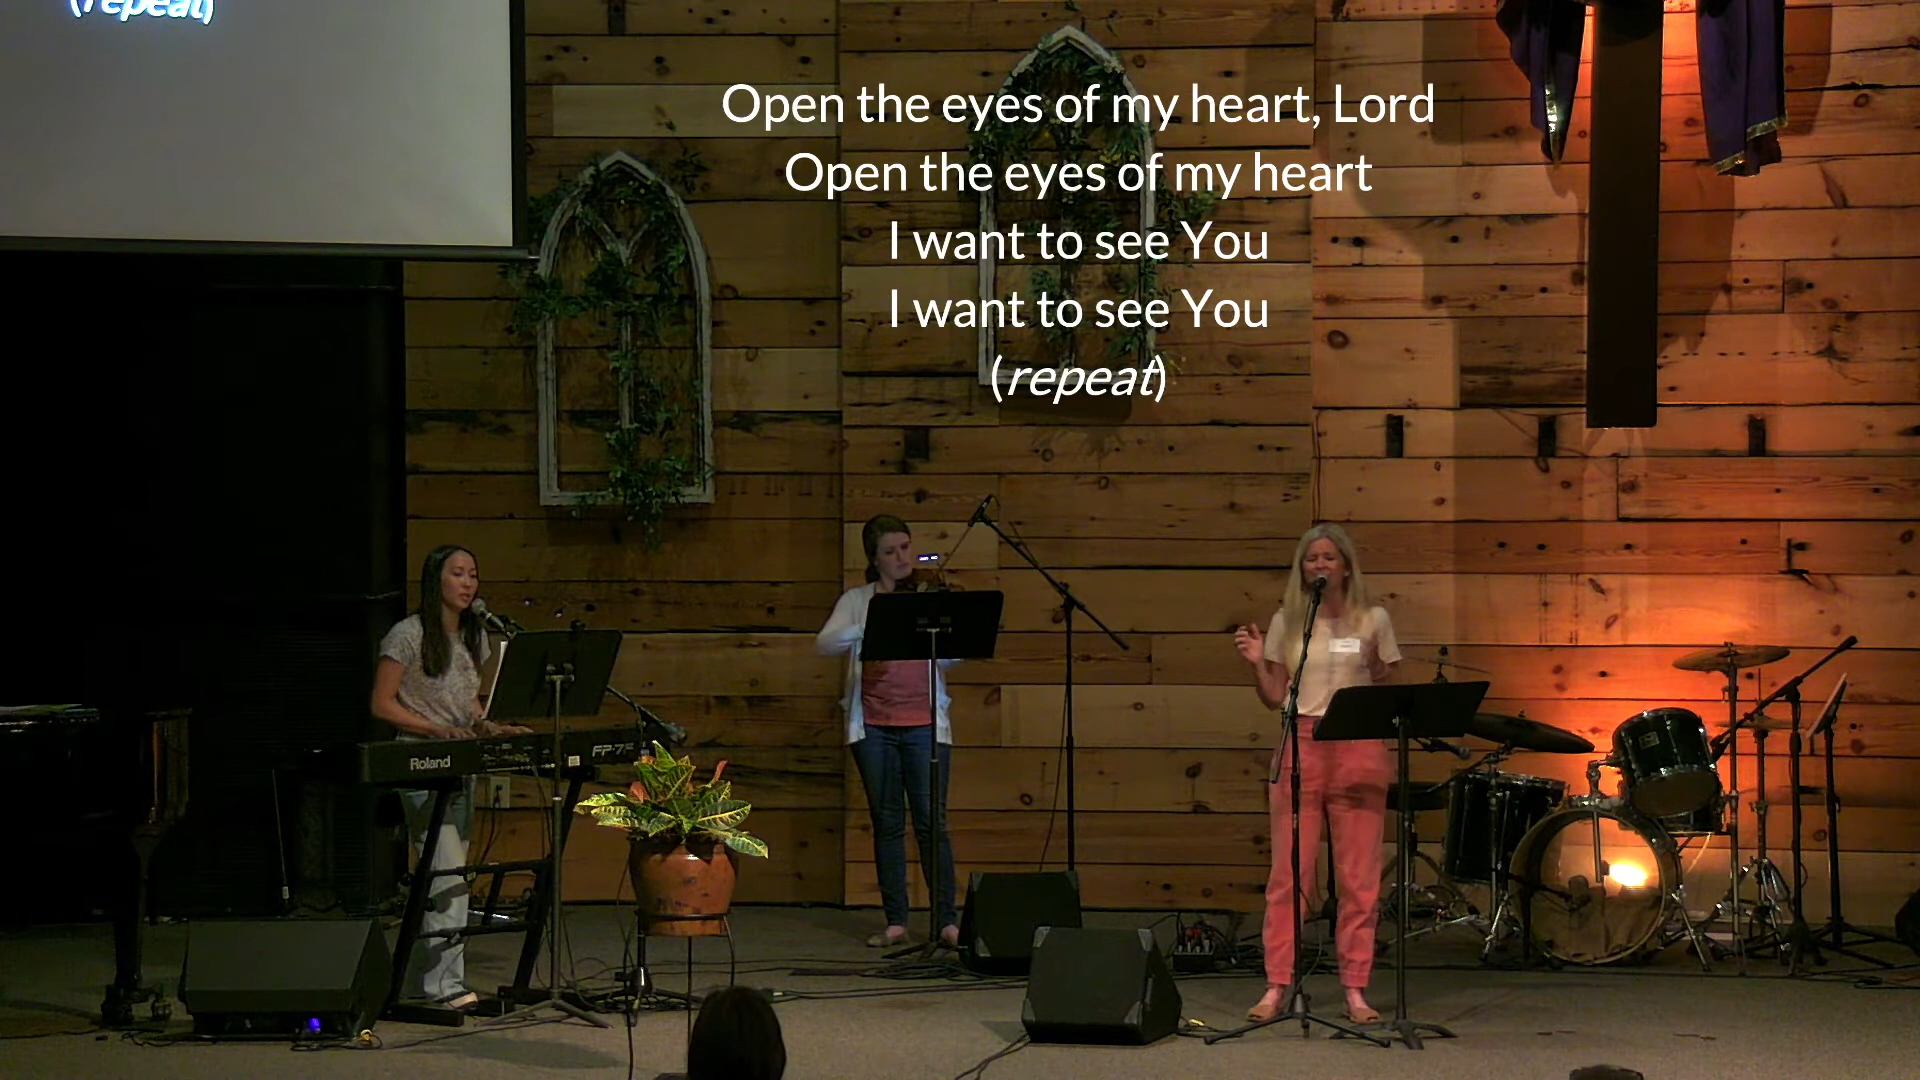 (repeat)
Open the eyes of my heart, Lord
Open the eyes of my heart
I want to see You
I want to see You
(repeat)
Roland
FP-7F